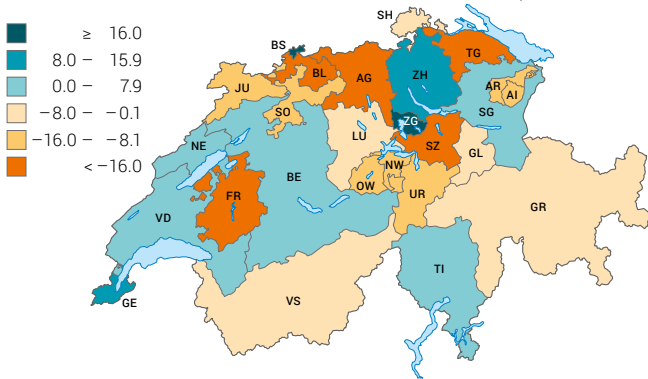 ≥ 16.0
8.0 – 15.9
0.0 – 7.9
−8.0 – −0.1
−16.0 – −8.1
< −16.0
SH
BS
TG
BL
AG
ZH
JU
AR
AI
SO
ZG
SG
LU
NE
SZ
GL
BE
NW
OW
UR
FR
GR
VD
TI
VS
GE